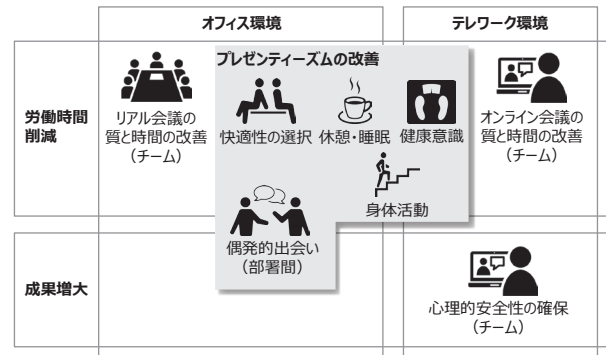 オフィス環境
テレワーク環境
労働時間
削減
リアル会議の
質と時間の改善
（チーム）
プレゼンティーズムの改善
快適性の選択
休憩・睡眠
健康意識
身体活動
偶発的出会い
（部署間）
オンライン会議の
質と時間の改善
（チーム）
成果増大
心理的安全性の確保
（チーム）